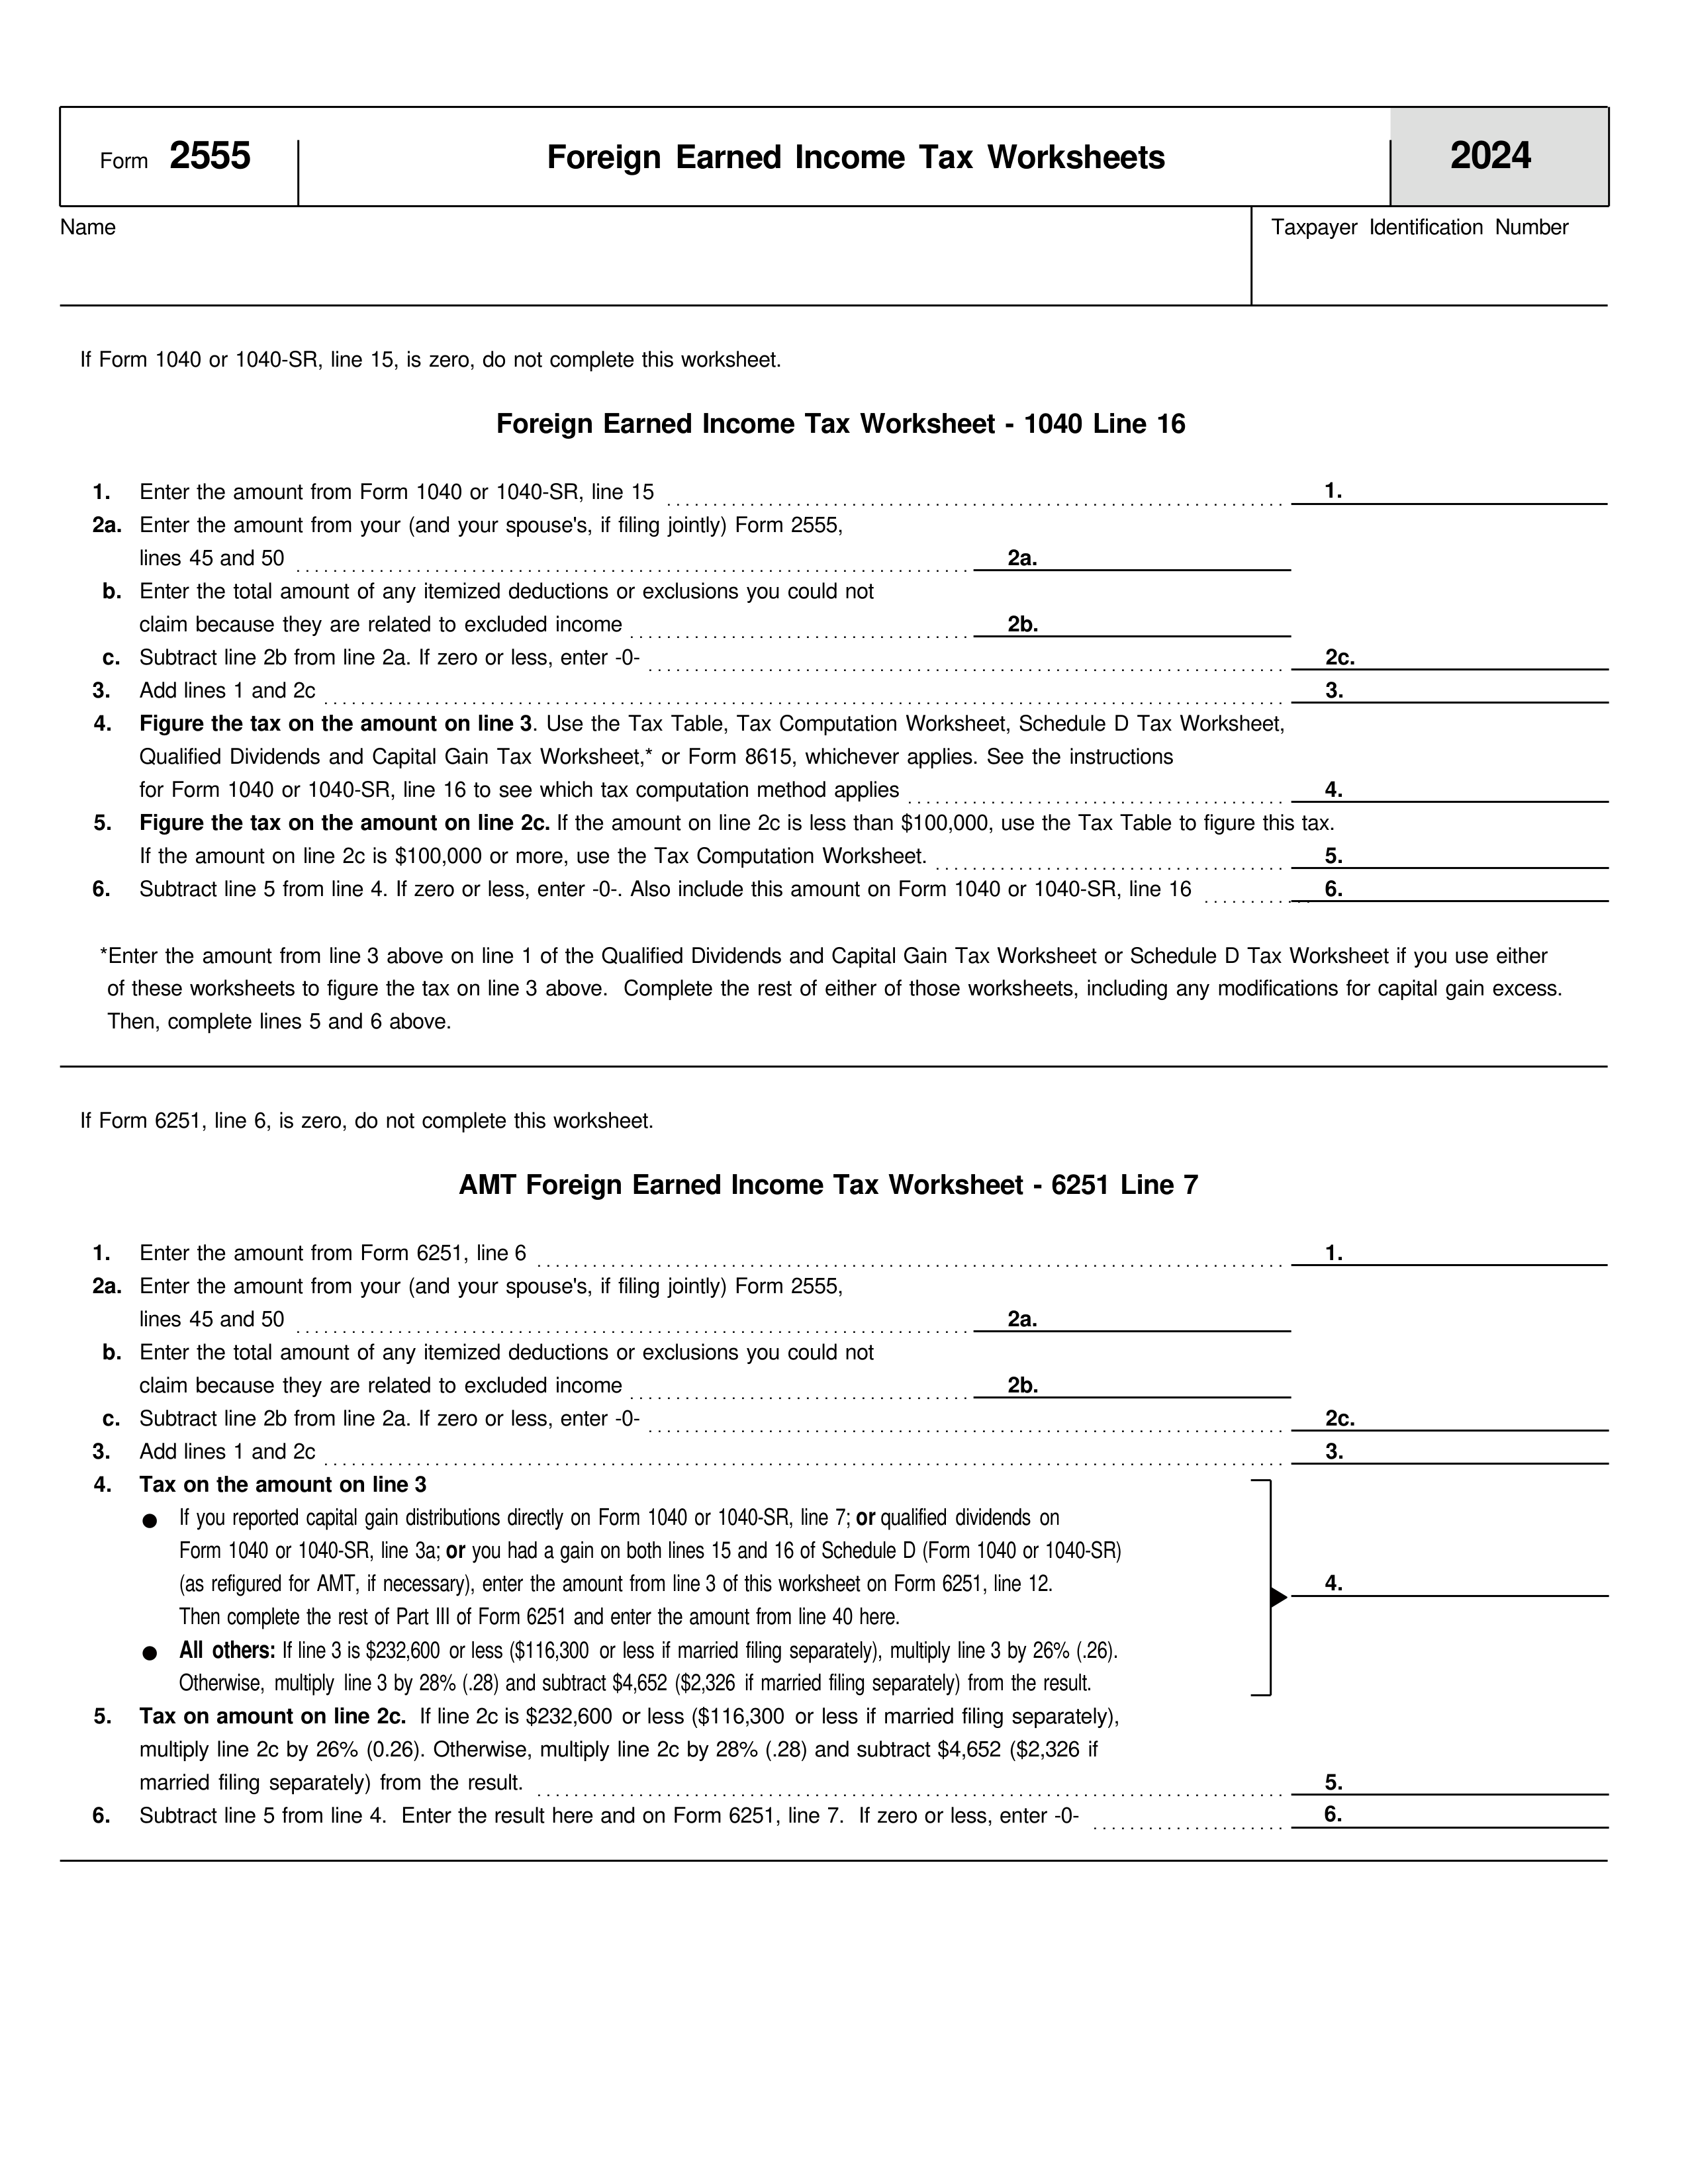 Form 2555
Foreign Earned Income Tax Worksheets
2024
Name
Taxpayer Identification Number
If Form 1040 or 1040-SR, line 15, is zero, do not complete this worksheet.
Foreign Earned Income Tax Worksheet - 1040 Line 16
1. Enter the amount from Form 1040 or 1040-SR, line 15 1.
2a. Enter the amount from your (and your spouse's, if filing jointly) Form 2555,
lines 45 and 50 2a.
b. Enter the total amount of any itemized deductions or exclusions you could not
claim because they are related to excluded income 2b.
c. Subtract line 2b from line 2a. If zero or less, enter -0- 2c.
3. Add lines 1 and 2c 3.
4. Figure the tax on the amount on line 3. Use the Tax Table, Tax Computation Worksheet, Schedule D Tax Worksheet,
Qualified Dividends and Capital Gain Tax Worksheet,* or Form 8615, whichever applies. See the instructions
for Form 1040 or 1040-SR, line 16 to see which tax computation method applies 4.
5. Figure the tax on the amount on line 2c. If the amount on line 2c is less than $100,000, use the Tax Table to figure this tax.
If the amount on line 2c is $100,000 or more, use the Tax Computation Worksheet. 5.
6. Subtract line 5 from line 4. If zero or less, enter -0-. Also include this amount on Form 1040 or 1040-SR, line 16 6.
*Enter the amount from line 3 above on line 1 of the Qualified Dividends and Capital Gain Tax Worksheet or Schedule D Tax Worksheet if you use either
of these worksheets to figure the tax on line 3 above. Complete the rest of either of those worksheets, including any modifications for capital gain excess.
Then, complete lines 5 and 6 above.
If Form 6251, line 6, is zero, do not complete this worksheet.
AMT Foreign Earned Income Tax Worksheet - 6251 Line 7
1. Enter the amount from Form 6251, line 6 1.
2a. Enter the amount from your (and your spouse's, if filing jointly) Form 2555,
lines 45 and 50 2a.
b. Enter the total amount of any itemized deductions or exclusions you could not
claim because they are related to excluded income 2b.
c. Subtract line 2b from line 2a. If zero or less, enter -0- 2c.
3. Add lines 1 and 2c 3.
4. Tax on the amount on line 3
● If you reported capital gain distributions directly on Form 1040 or 1040-SR, line 7; or qualified dividends on
Form 1040 or 1040-SR, line 3a; or you had a gain on both lines 15 and 16 of Schedule D (Form 1040 or 1040-SR)
(as refigured for AMT, if necessary), enter the amount from line 3 of this worksheet on Form 6251, line 12. 4.
Then complete the rest of Part III of Form 6251 and enter the amount from line 40 here.
● All others: If line 3 is $232,600 or less ($116,300 or less if married filing separately), multiply line 3 by 26% (.26).
Otherwise, multiply line 3 by 28% (.28) and subtract $4,652 ($2,326 if married filing separately) from the result.
5. Tax on amount on line 2c. If line 2c is $232,600 or less ($116,300 or less if married filing separately),
multiply line 2c by 26% (0.26). Otherwise, multiply line 2c by 28% (.28) and subtract $4,652 ($2,326 if
married filing separately) from the result. 5.
6. Subtract line 5 from line 4. Enter the result here and on Form 6251, line 7. If zero or less, enter -0- 6.